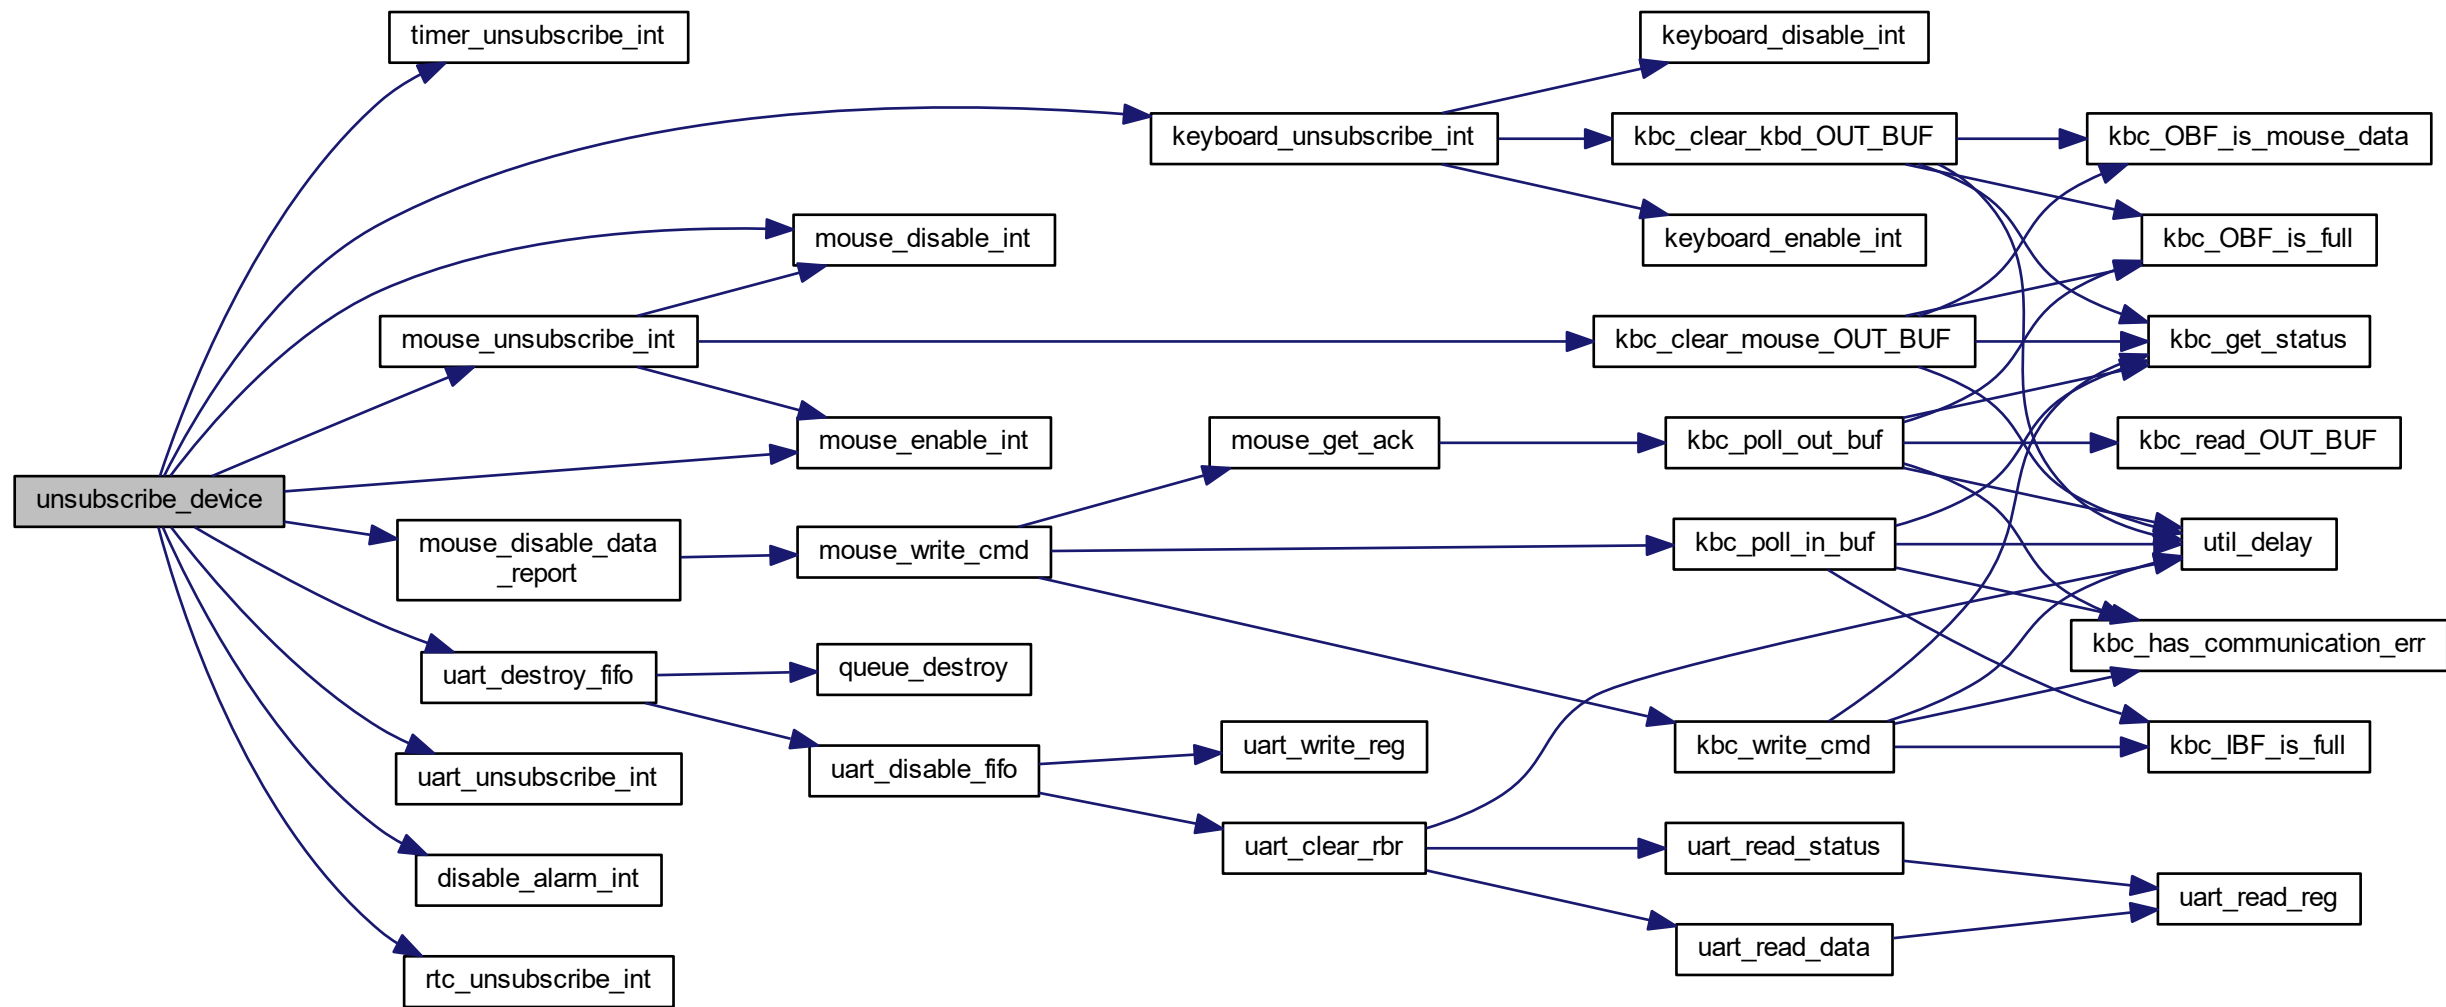 timer_unsubscribe_int
keyboard_disable_int
keyboard_unsubscribe_int
kbc_clear_kbd_OUT_BUF
kbc_OBF_is_mouse_data
mouse_disable_int
keyboard_enable_int
kbc_OBF_is_full
mouse_unsubscribe_int
kbc_clear_mouse_OUT_BUF
kbc_get_status
mouse_enable_int
mouse_get_ack
kbc_poll_out_buf
kbc_read_OUT_BUF
unsubscribe_device
mouse_disable_data
_report
mouse_write_cmd
kbc_poll_in_buf
util_delay
uart_destroy_fifo
queue_destroy
kbc_has_communication_err
uart_unsubscribe_int
uart_disable_fifo
uart_write_reg
kbc_write_cmd
kbc_IBF_is_full
disable_alarm_int
uart_clear_rbr
uart_read_status
uart_read_reg
rtc_unsubscribe_int
uart_read_data